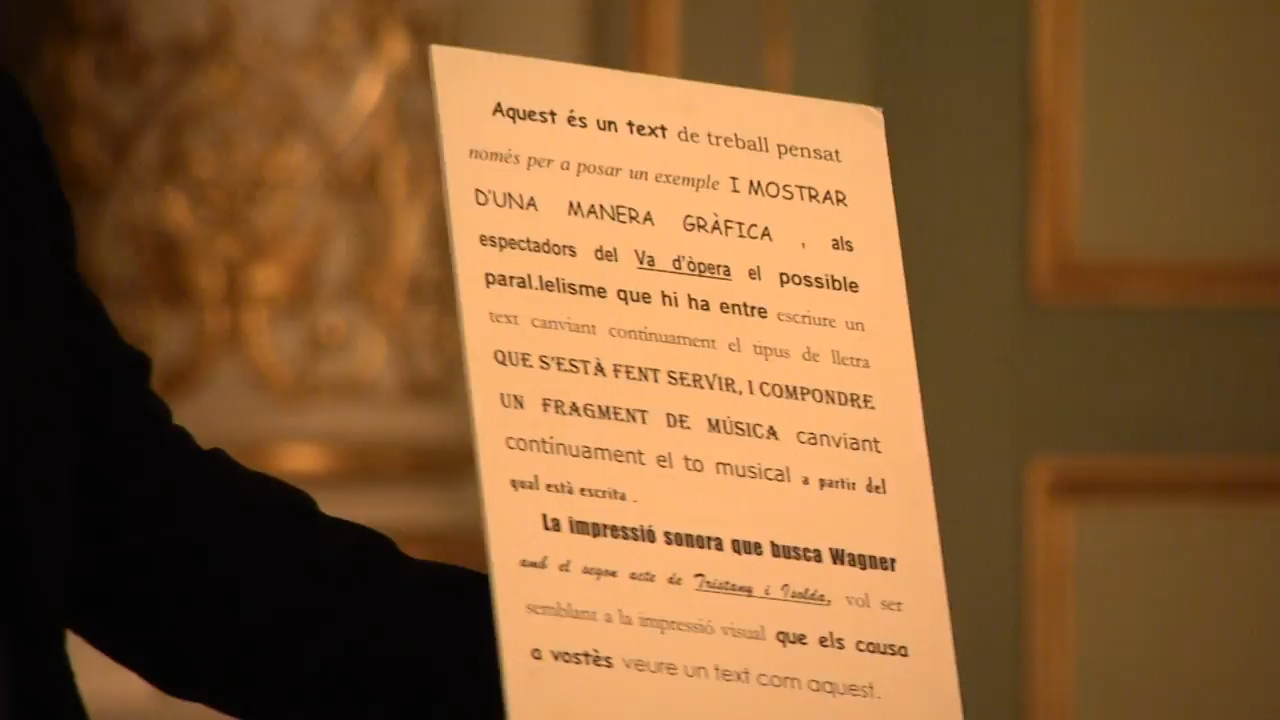 Aquest és un text de treball pensat
només per a posar un exemple I MOSTRAR
D'UNA MANERA GRÀFICA , als
espectadors del Va d'òpera el possible
paral.lelisme que hi ha entre escriure un
text canviant contínuament el tipus de lletra
QUE S'ESTÀ FENT SERVIR, I COMPONDRE
UN FRAGMENT DE MÚSICA canviant
contínuament el to musical a partir del
qual està escrita .
La impressió sonora que busca Wagner
amb el segon acte de Tristany i Isolda, vol ser
semblant a la impressió visual que els causa
a vostès veure un text com aquest.